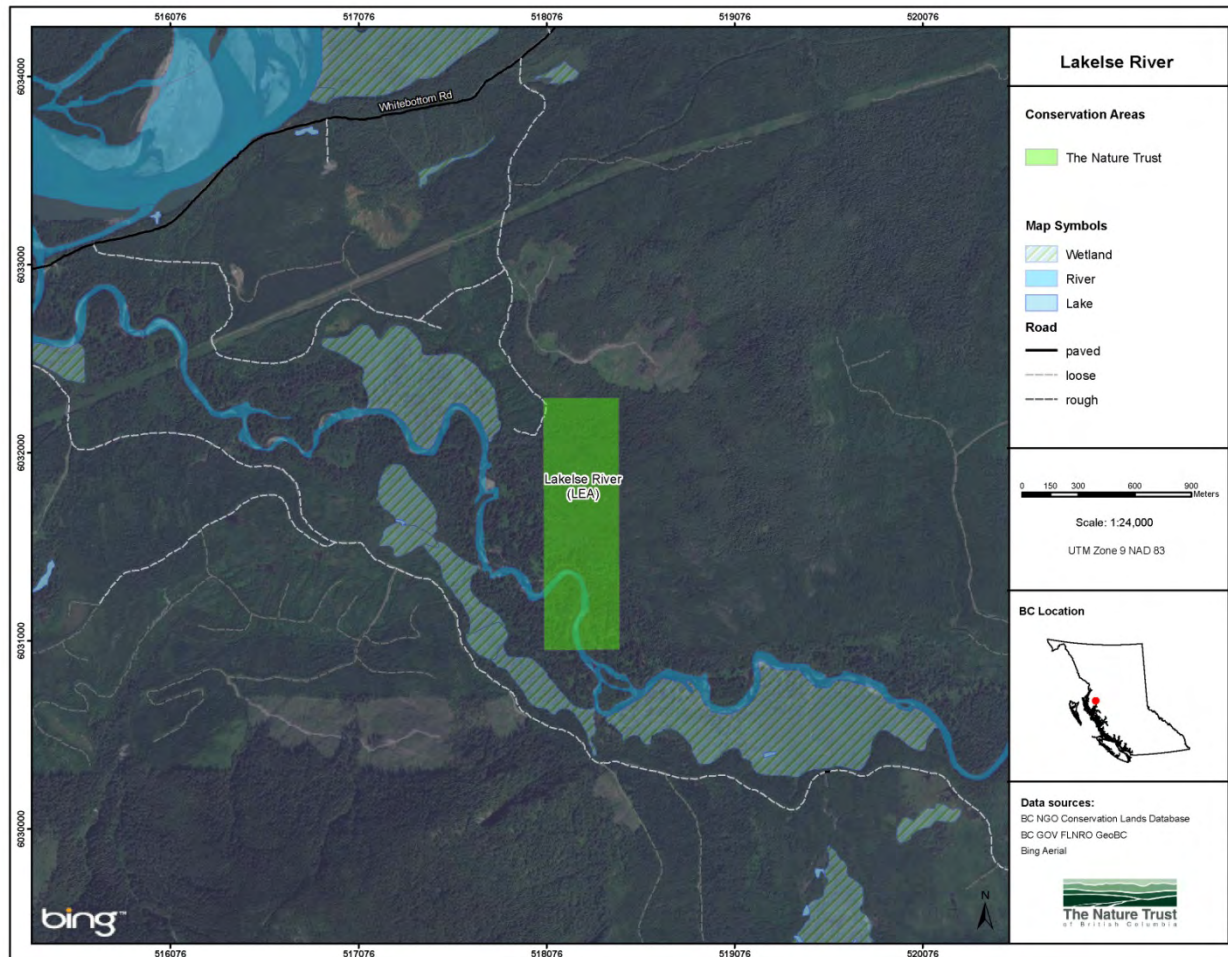 516076 517076 518076 519076 520076
6034000
6033000
6032000
6031000
6030000
Whitebottom Rd
Lakelse River
(LEA)
bing™
N
516076 517076 518076 519076 520076
Lakelse River
Conservation Areas
The Nature Trust
Map Symbols
Wetland
River
Lake
Road
paved
loose
rough
0 150 300 600 900
Meters
Scale: 1:24,000
UTM Zone 9 NAD 83
BC Location
Data sources:
BC NGO Conservation Lands Database
BC GOV FLNRO GeoBC
Bing Aerial
The Nature Trust
of British Columbia